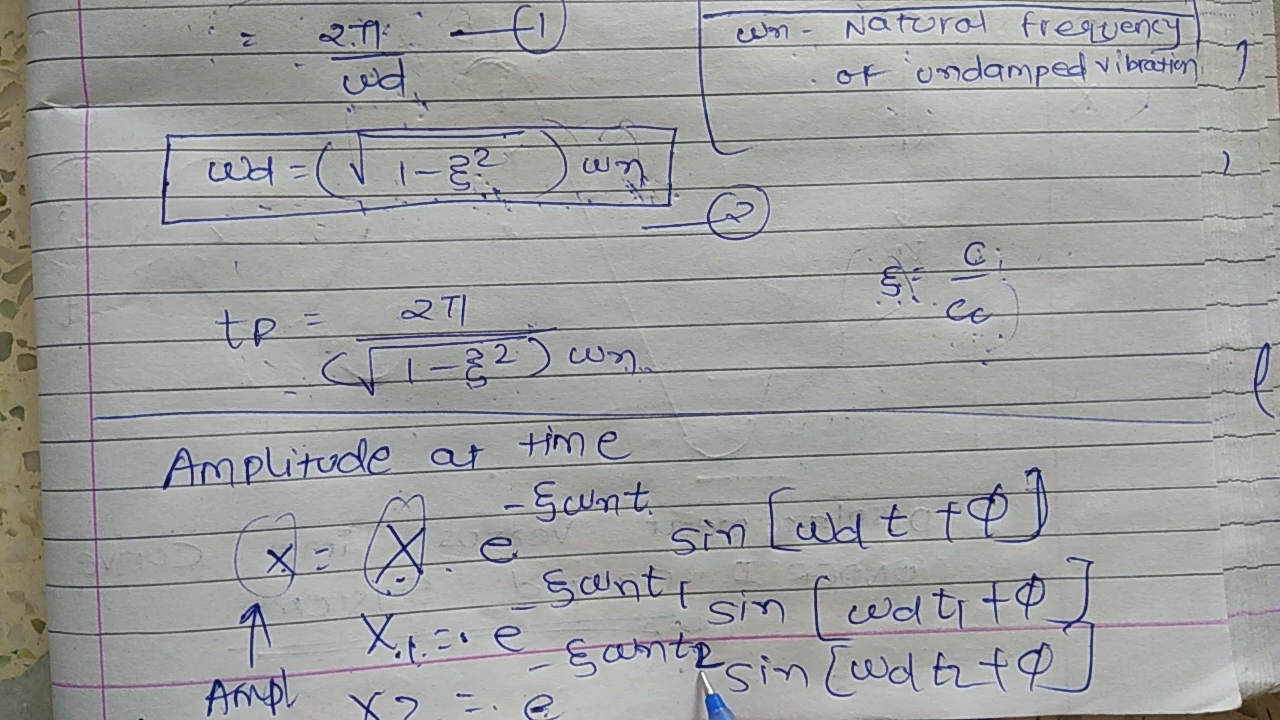 = 2π/ωd —①
ωn - Natural frequency
of undamped vibration
ωd = (√1-ξ²) ωn
—②
ξ = C/Cc
tp = 2π/(√1-ξ²) ωn
Amplitude at time
x = X. e^-ξωnt sin [ωd t + Φ]
X1 = e^-ξωnt1 sin [ωd t1 + Φ]
Ampl
X2 = e^-ξωnt2 sin [ωd t2 + Φ]